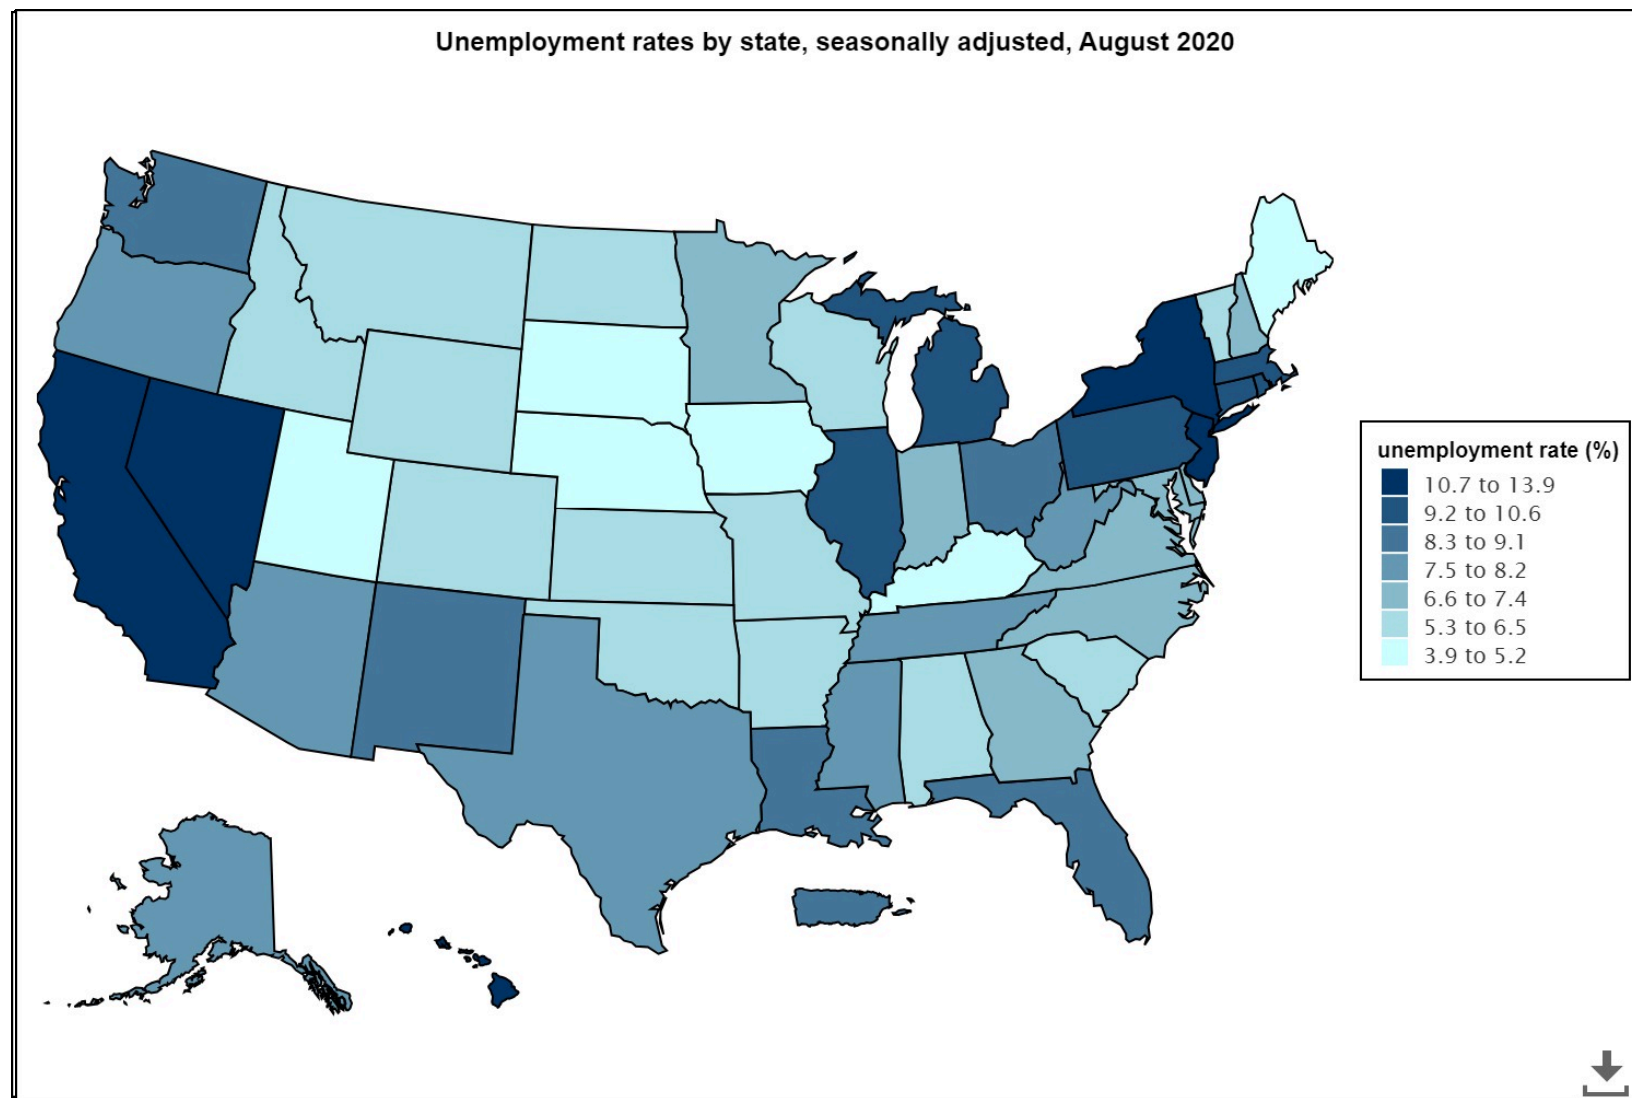 Unemployment rates by state, seasonally adjusted, August 2020
unemployment rate (%)
10.7 to 13.9
9.2 to 10.6
8.3 to 9.1
7.5 to 8.2
6.6 to 7.4
5.3 to 6.5
3.9 to 5.2